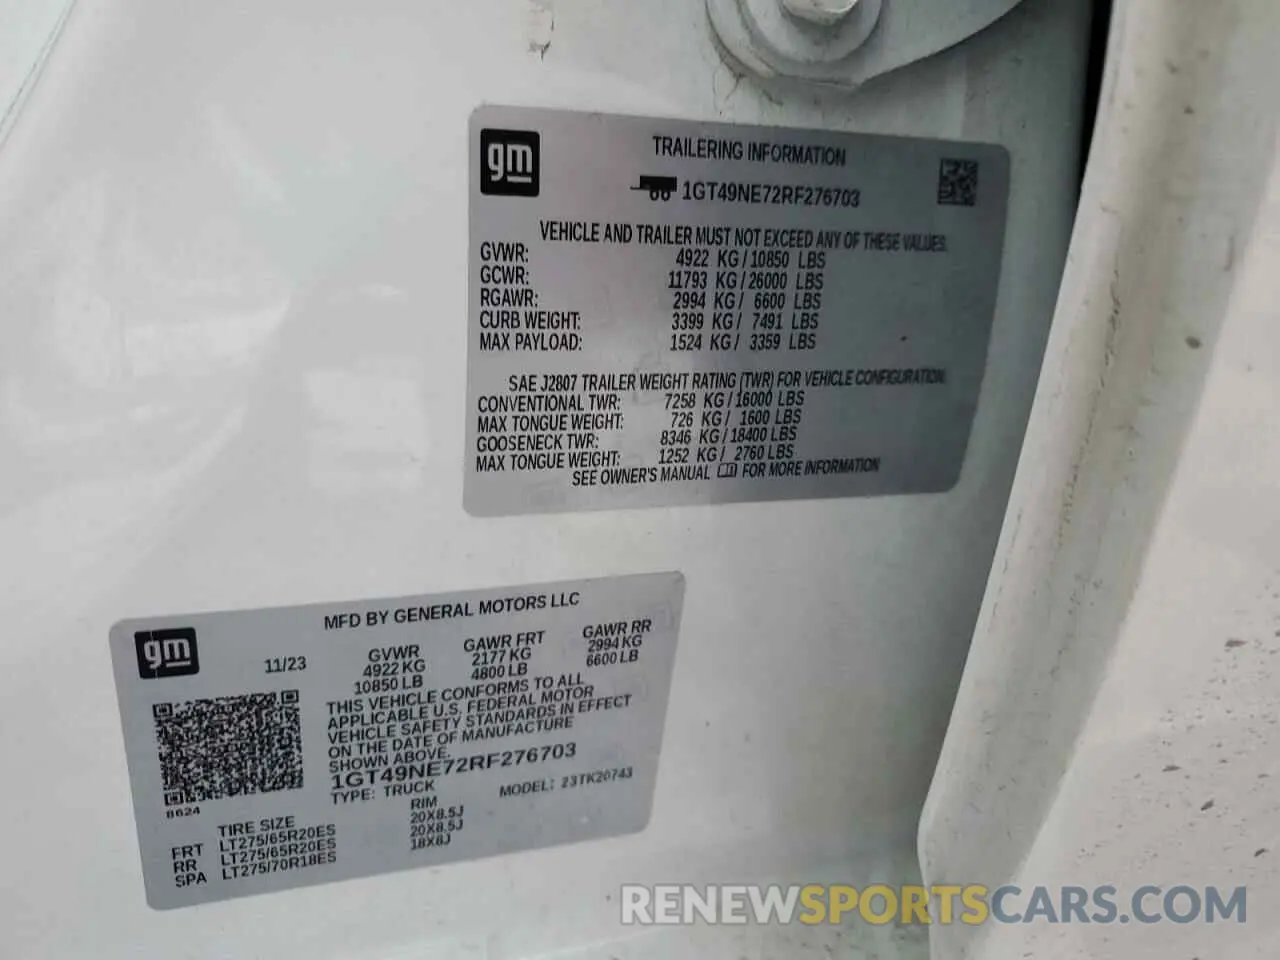 gm
TRAILERING INFORMATION
1GT49NE72RF276703
VEHICLE AND TRAILER MUST NOT EXCEED ANY OF THESE VALUES.
GVWR: 4922 KG / 10850 LBS
GCWR: 11793 KG / 26000 LBS
RGAWR: 2994 KG / 6600 LBS
CURB WEIGHT: 3399 KG / 7491 LBS
MAX PAYLOAD: 1524 KG / 3359 LBS
SAE J2807 TRAILER WEIGHT RATING (TWR) FOR VEHICLE CONFIGURATION.
CONVENTIONAL TWR: 7258 KG / 16000 LBS
MAX TONGUE WEIGHT: 726 KG / 1600 LBS
GOOSENECK TWR: 8346 KG / 18400 LBS
MAX TONGUE WEIGHT: 1252 KG / 2760 LBS
SEE OWNER'S MANUAL FOR MORE INFORMATION
MFD BY GENERAL MOTORS LLC
gm
11/23
GVWR GAWR FRT GAWR RR
4922 KG 2177 KG 2994 KG
10850 LB 4800 LB 6600 LB
THIS VEHICLE CONFORMS TO ALL
APPLICABLE U.S. FEDERAL MOTOR
VEHICLE SAFETY STANDARDS IN EFFECT
ON THE DATE OF MANUFACTURE
SHOWN ABOVE.
1GT49NE72RF276703
TYPE: TRUCK MODEL: 23TK20743
B624
TIRE SIZE RIM
FRT LT275/65R20ES 20X8.5J
RR LT275/65R20ES 20X8.5J
SPA LT275/70R18ES 18X8J
RENEWSPORTSCARS.COM